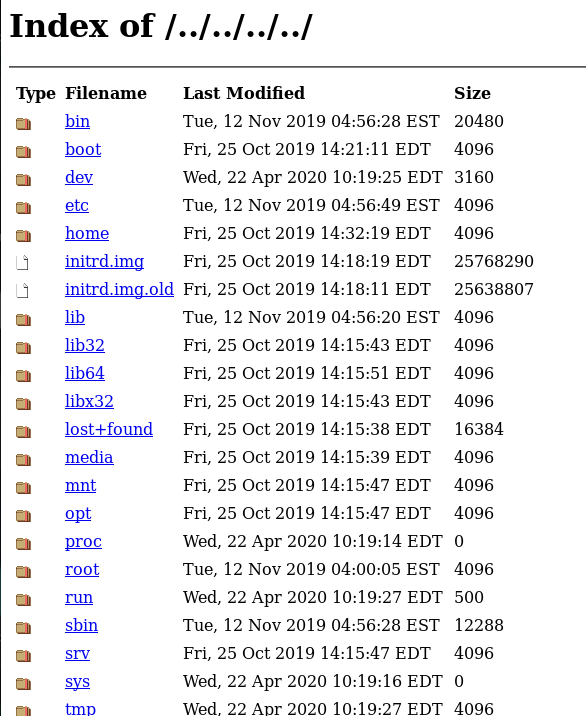 Index of /../../../../
Type Filename Last Modified Size
bin Tue, 12 Nov 2019 04:56:28 EST 20480
boot Fri, 25 Oct 2019 14:21:11 EDT 4096
dev Wed, 22 Apr 2020 10:19:25 EDT 3160
etc Tue, 12 Nov 2019 04:56:49 EST 4096
home Fri, 25 Oct 2019 14:32:19 EDT 4096
initrd.img Fri, 25 Oct 2019 14:18:19 EDT 25768290
initrd.img.old Fri, 25 Oct 2019 14:18:11 EDT 25638807
lib Tue, 12 Nov 2019 04:56:20 EST 4096
lib32 Fri, 25 Oct 2019 14:15:43 EDT 4096
lib64 Fri, 25 Oct 2019 14:15:51 EDT 4096
libx32 Fri, 25 Oct 2019 14:15:43 EDT 4096
lost+found Fri, 25 Oct 2019 14:15:38 EDT 16384
media Fri, 25 Oct 2019 14:15:39 EDT 4096
mnt Fri, 25 Oct 2019 14:15:47 EDT 4096
opt Fri, 25 Oct 2019 14:15:47 EDT 4096
proc Wed, 22 Apr 2020 10:19:14 EDT 0
root Tue, 12 Nov 2019 04:00:05 EST 4096
run Wed, 22 Apr 2020 10:19:27 EDT 500
sbin Tue, 12 Nov 2019 04:56:28 EST 12288
srv Fri, 25 Oct 2019 14:15:47 EDT 4096
sys Wed, 22 Apr 2020 10:19:16 EDT 0
tmp Wed, 22 Apr 2020 10:19:27 EDT 4096